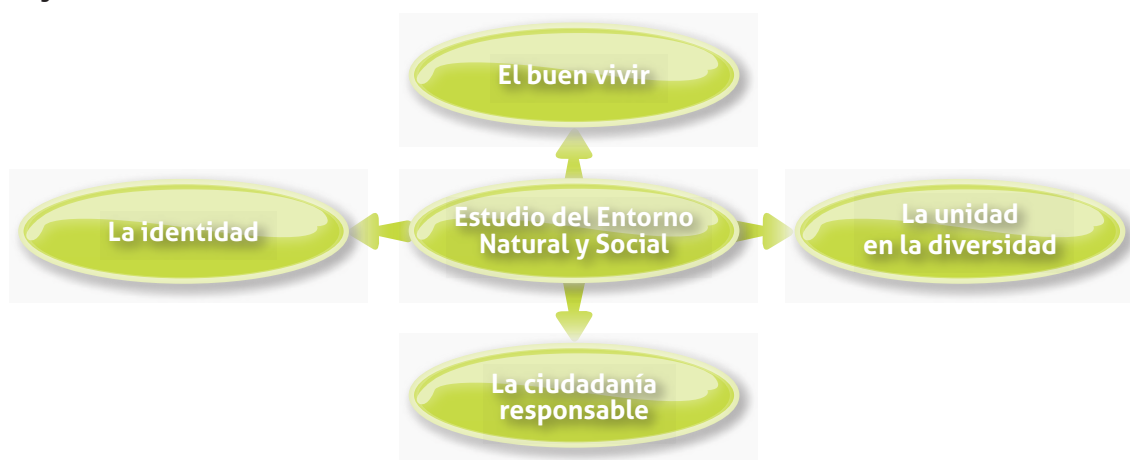 El buen vivir
La identidad
Estudio del Entorno
Natural y Social
La unidad
en la diversidad
La ciudadanía
responsable